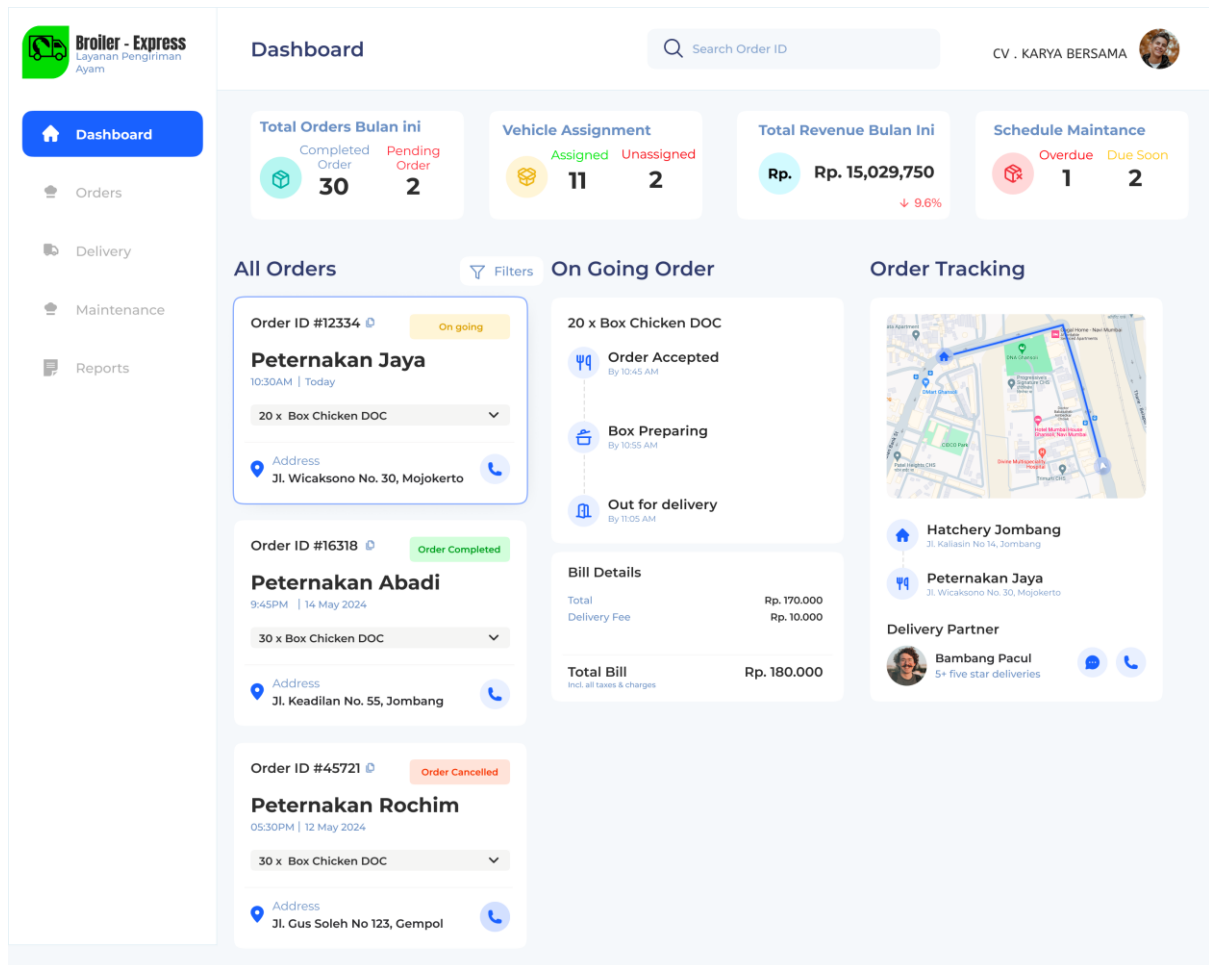 Broiler - Express
Layanan Pengiriman
Ayam
Dashboard
Orders
Delivery
Maintenance
Reports
Dashboard
Search Order ID
CV . KARYA BERSAMA
Total Orders Bulan ini
Completed
Order
30
Pending
Order
2
Vehicle Assignment
Assigned
11
Unassigned
2
Total Revenue Bulan Ini
Rp.
Rp. 15,029,750
↓ 9.6%
Schedule Maintance
Overdue
1
Due Soon
2
All Orders
Filters
Order ID #12334
On going
Peternakan Jaya
10:30AM | Today
20 x Box Chicken DOC
Address
Jl. Wicaksono No. 30, Mojokerto
Order ID #16318
Order Completed
Peternakan Abadi
9:45PM | 14 May 2024
30 x Box Chicken DOC
Address
Jl. Keadilan No. 55, Jombang
Order ID #45721
Order Cancelled
Peternakan Rochim
05:30PM | 12 May 2024
30 x Box Chicken DOC
Address
Jl. Gus Soleh No 123, Gempol
On Going Order
20 x Box Chicken DOC
Order Accepted
By 10:45 AM
Box Preparing
By 10:55 AM
Out for delivery
By 11:05 AM
Bill Details
Total Rp. 170.000
Delivery Fee Rp. 10.000
Total Bill Rp. 180.000
Incl. all taxes & charges
Order Tracking
DNA Ghansoli
CIDCO Park
Hatchery Jombang
Jl. Kaliasin No 14, Jombang
Peternakan Jaya
Jl. Wicaksono No. 30, Mojokerto
Delivery Partner
Bambang Pacul
5+ five star deliveries